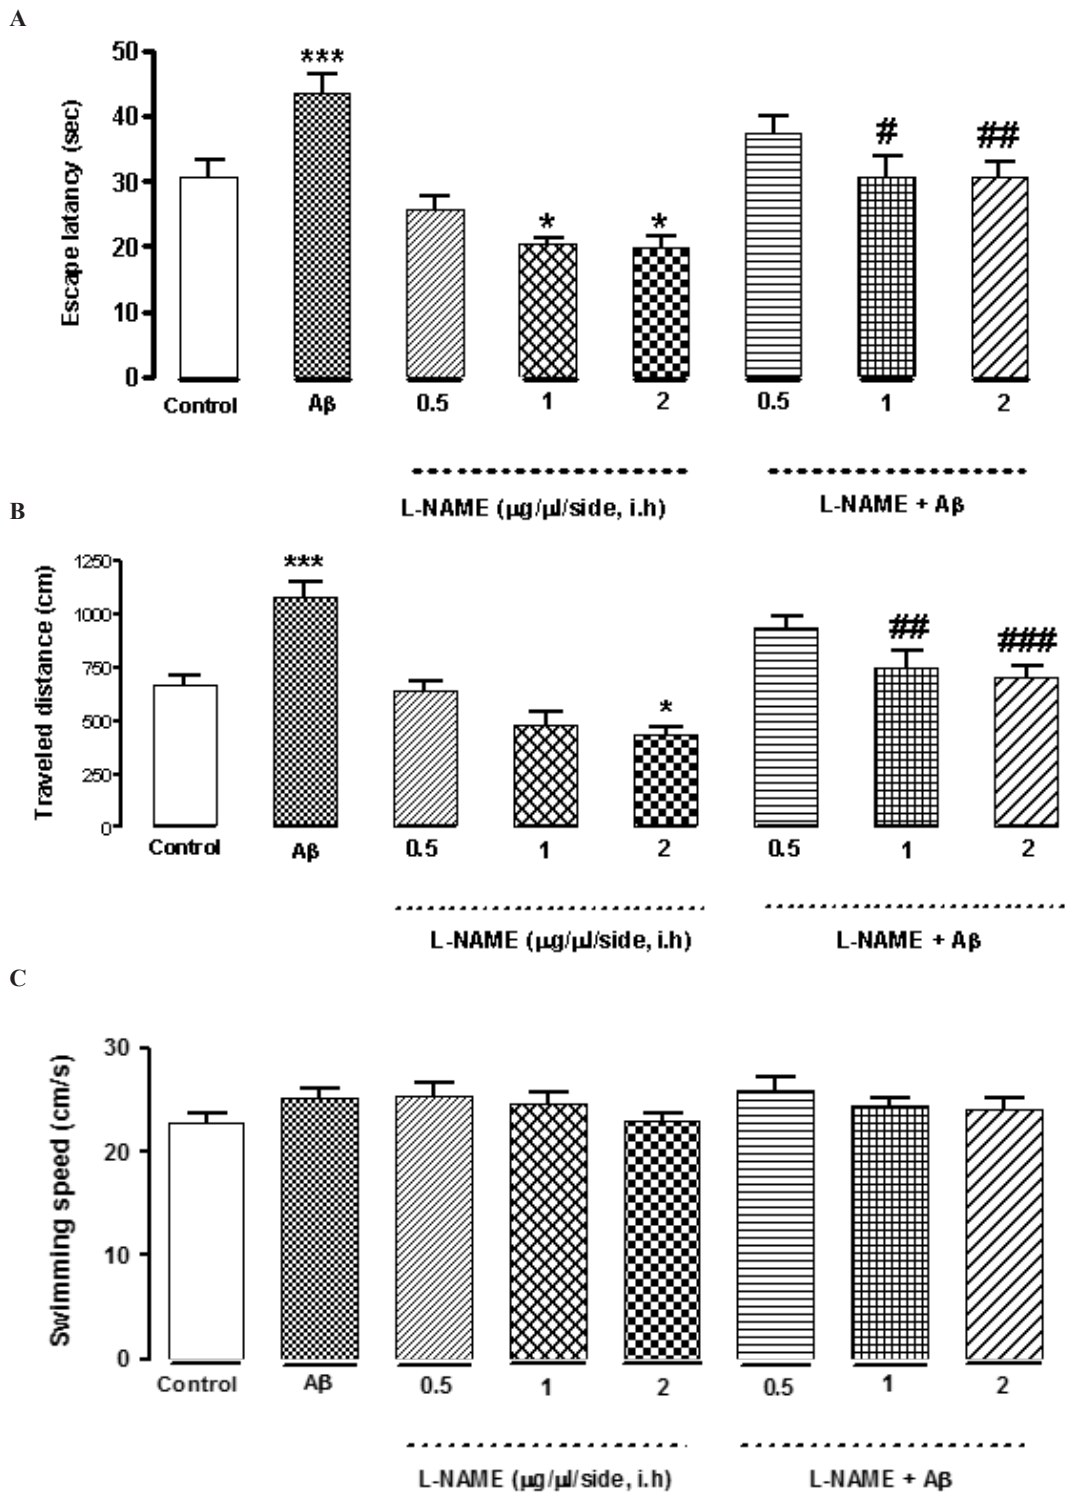 A
Escape latancy (sec)
50
40
30
20
10
0
***
*
*
#
##
Control
Aβ
0.5
1
2
0.5
1
2
L-NAME (µg/µl/side, i.h)
L-NAME + Aβ
B
Traveled distance (cm)
1250
1000
750
500
250
0
***
*
##
###
Control
Aβ
0.5
1
2
0.5
1
2
L-NAME (µg/µl/side, i.h)
L-NAME + Aβ
C
Swimming speed (cm/s)
30
20
10
0
Control
Aβ
0.5
1
2
0.5
1
2
L-NAME (µg/µl/side, i.h)
L-NAME + Aβ